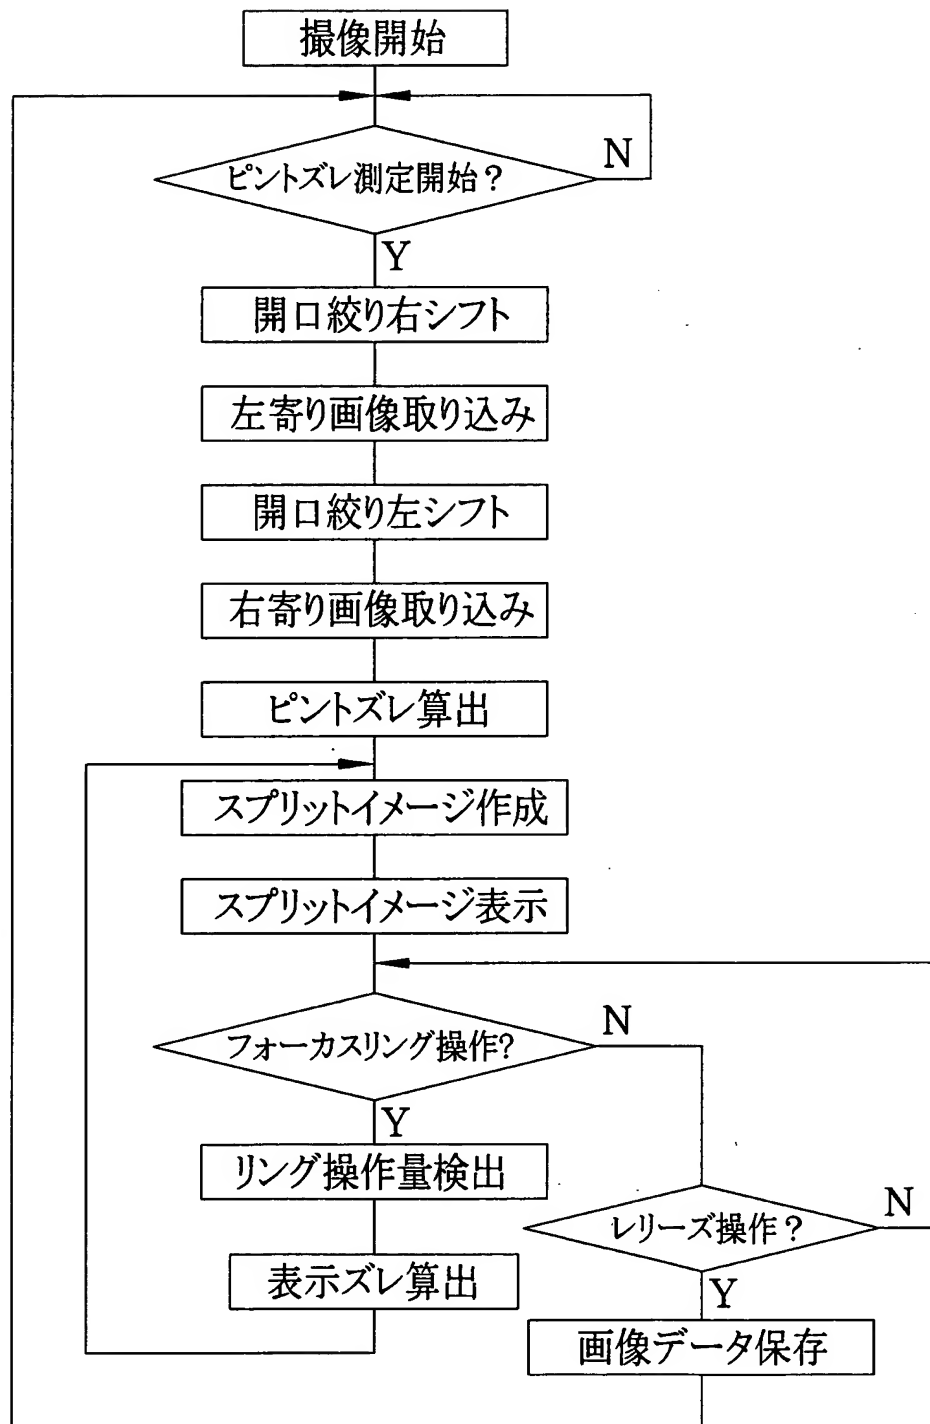 撮像開始
ピントズレ測定開始？
N
Y
開口絞り右シフト
左寄り画像取り込み
開口絞り左シフト
右寄り画像取り込み
ピントズレ算出
スプリットイメージ作成
スプリットイメージ表示
フォーカスリング操作?
N
Y
リング操作量検出
レリーズ操作？
N
表示ズレ算出
Y
画像データ保存